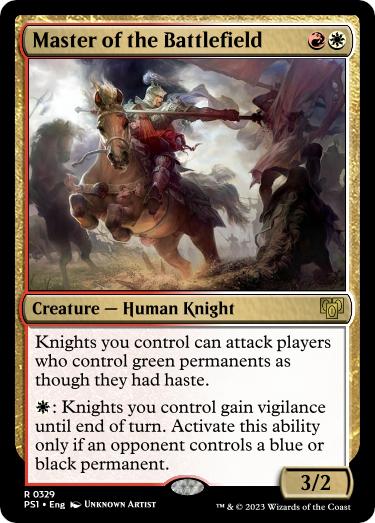 Master of the Battlefield
Creature — Human Knight
Knights you control can attack players
who control green permanents as
though they had haste.
: Knights you control gain vigilance
until end of turn. Activate this ability
only if an opponent controls a blue or
black permanent.
3/2
R 0329
PS1 • Eng Unknown Artist
™ & © 2023 Wizards of the Coast